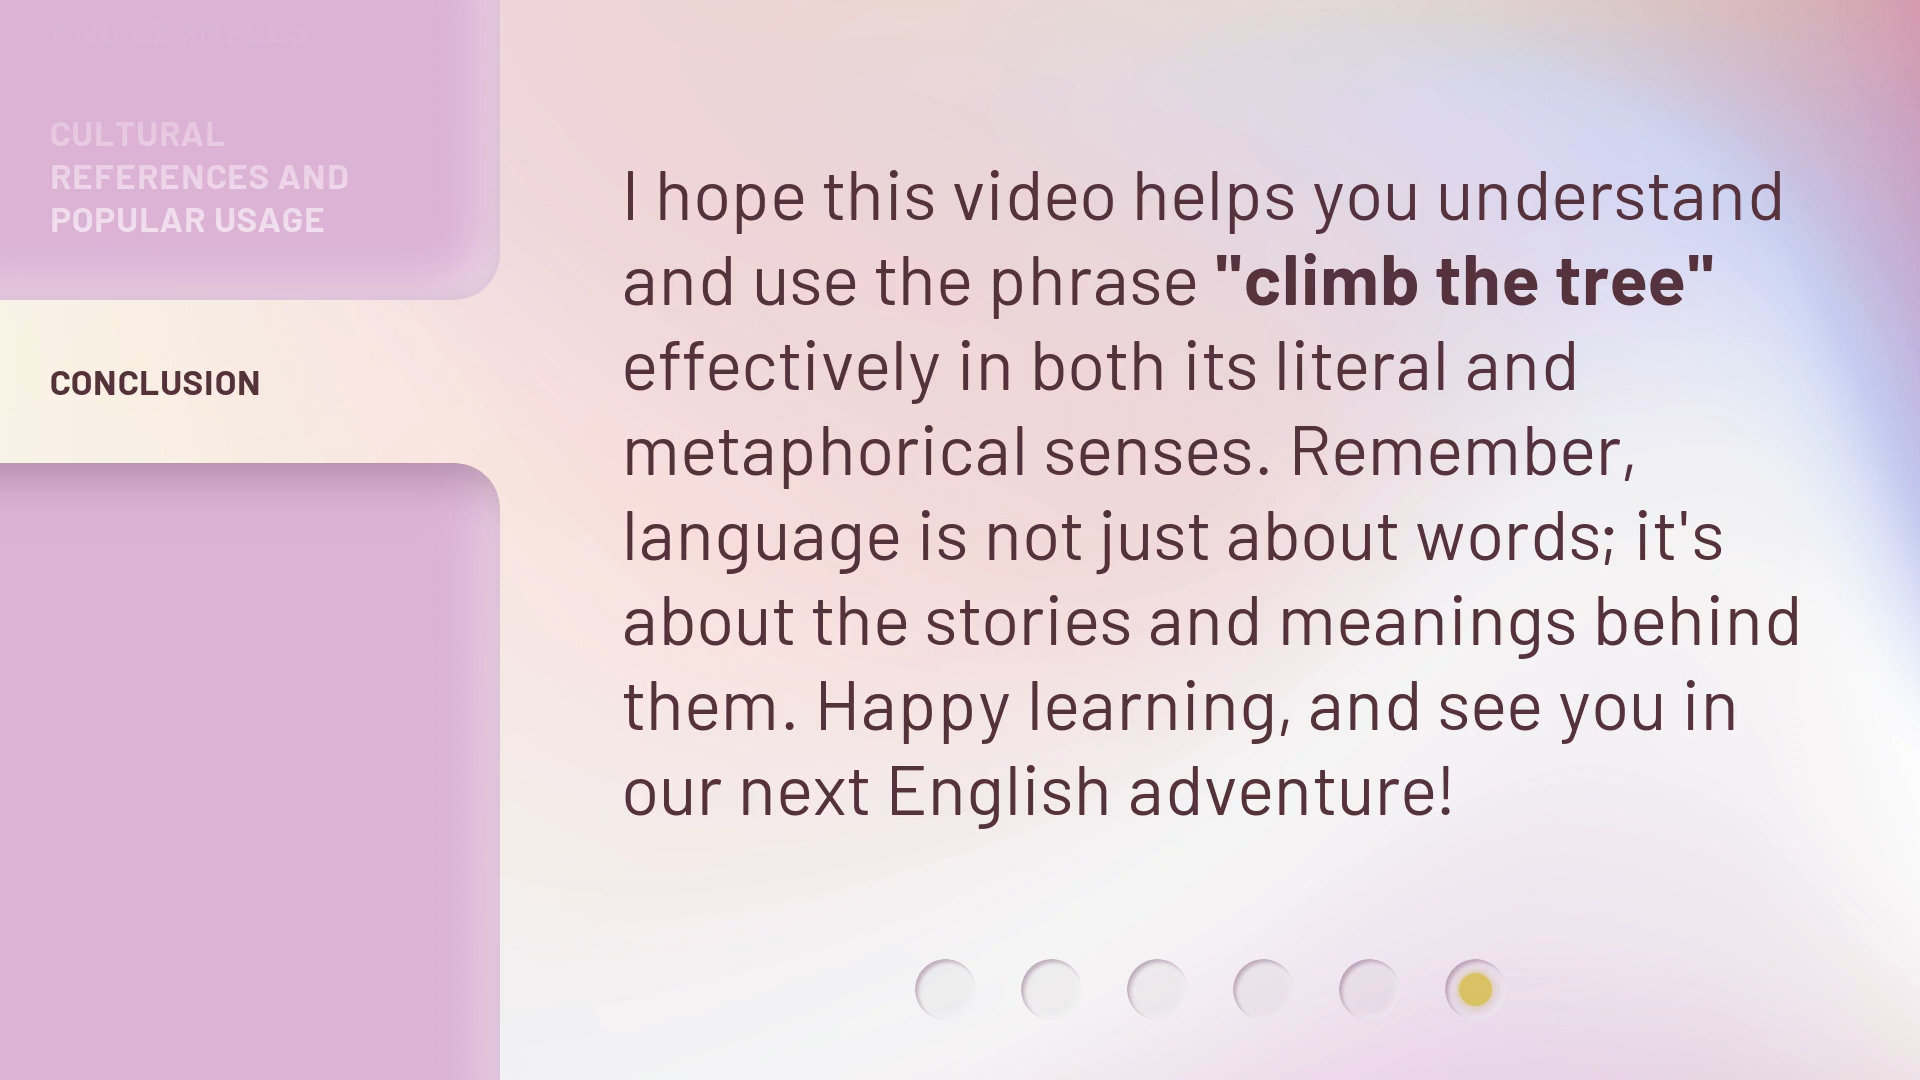 AND EXAMPLES
CULTURAL
REFERENCES AND
POPULAR USAGE
CONCLUSION
I hope this video helps you understand
and use the phrase "climb the tree"
effectively in both its literal and
metaphorical senses. Remember,
language is not just about words; it's
about the stories and meanings behind
them. Happy learning, and see you in
our next English adventure!